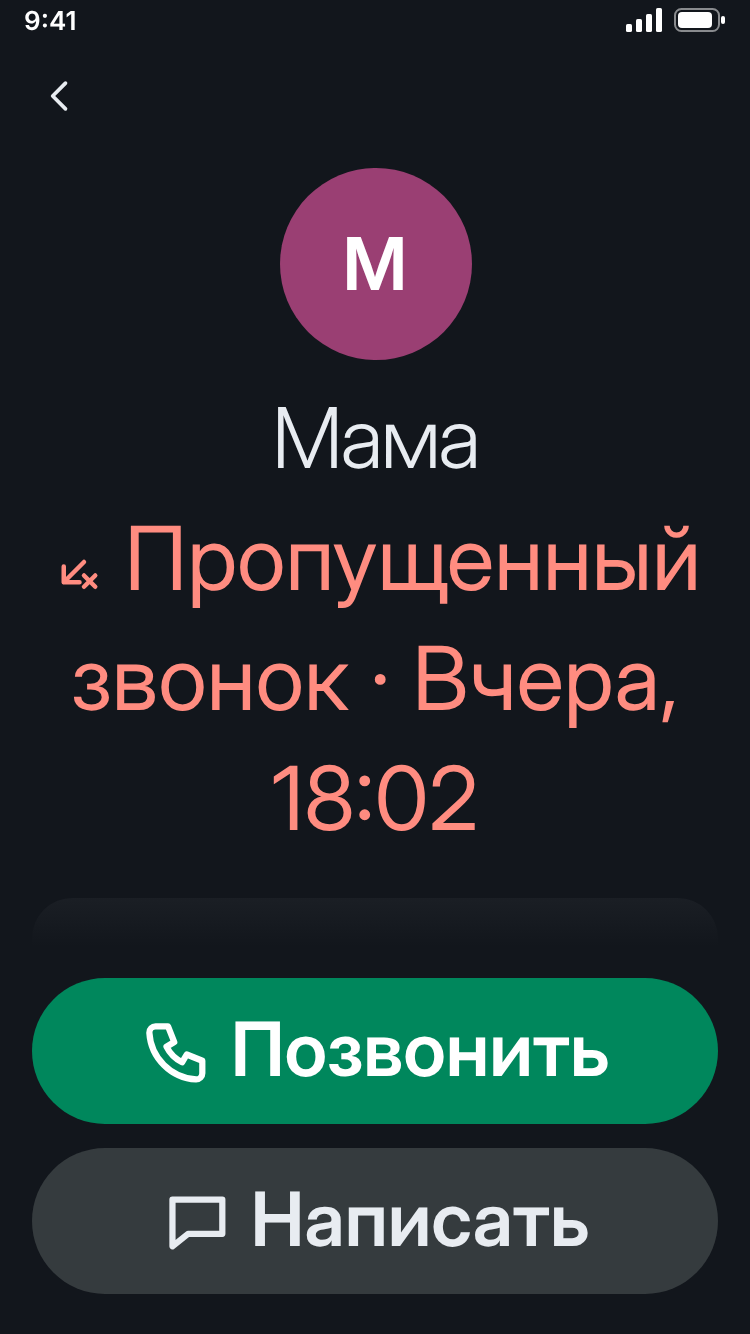 9:41
М
Мама
Пропущенный
звонок · Вчера,
18:02
Позвонить
Написать